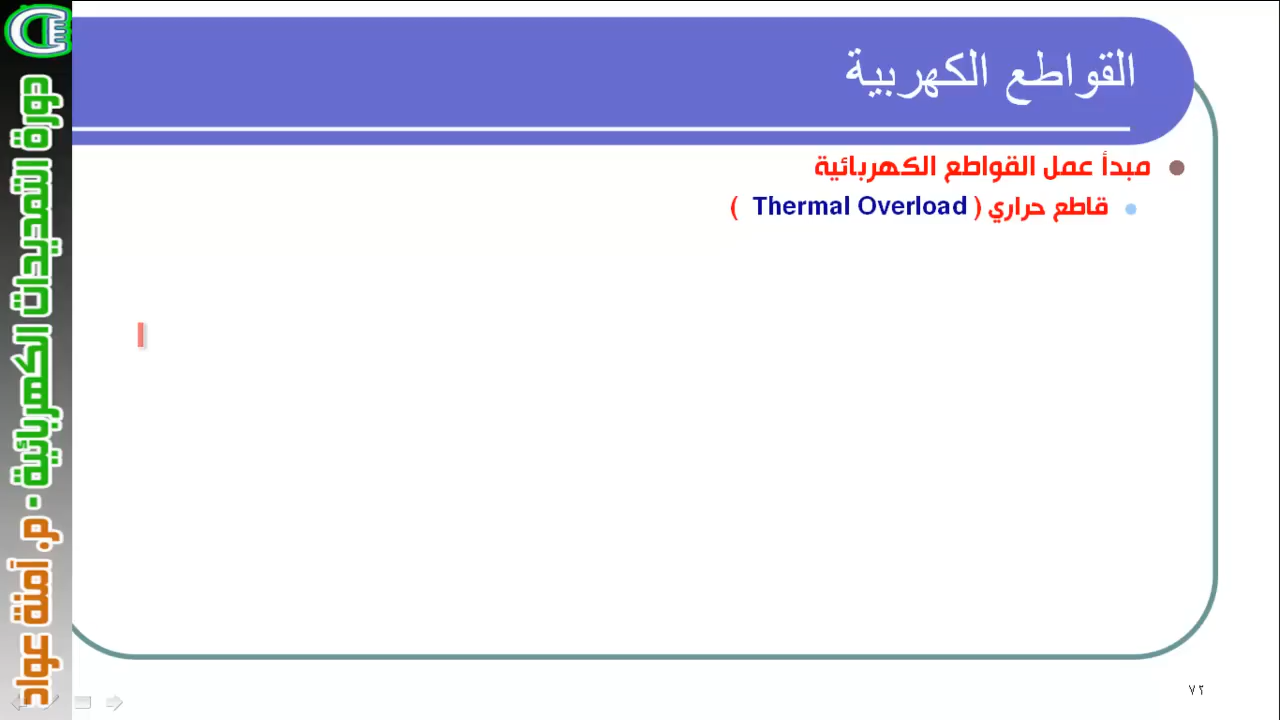 القواطع الكهربية
مبدأ عمل القواطع الكهربائية
قاطع حراري ( Thermal Overload )
دورة التمديدات الكهربائية - م. آمنة عواد
٧٢